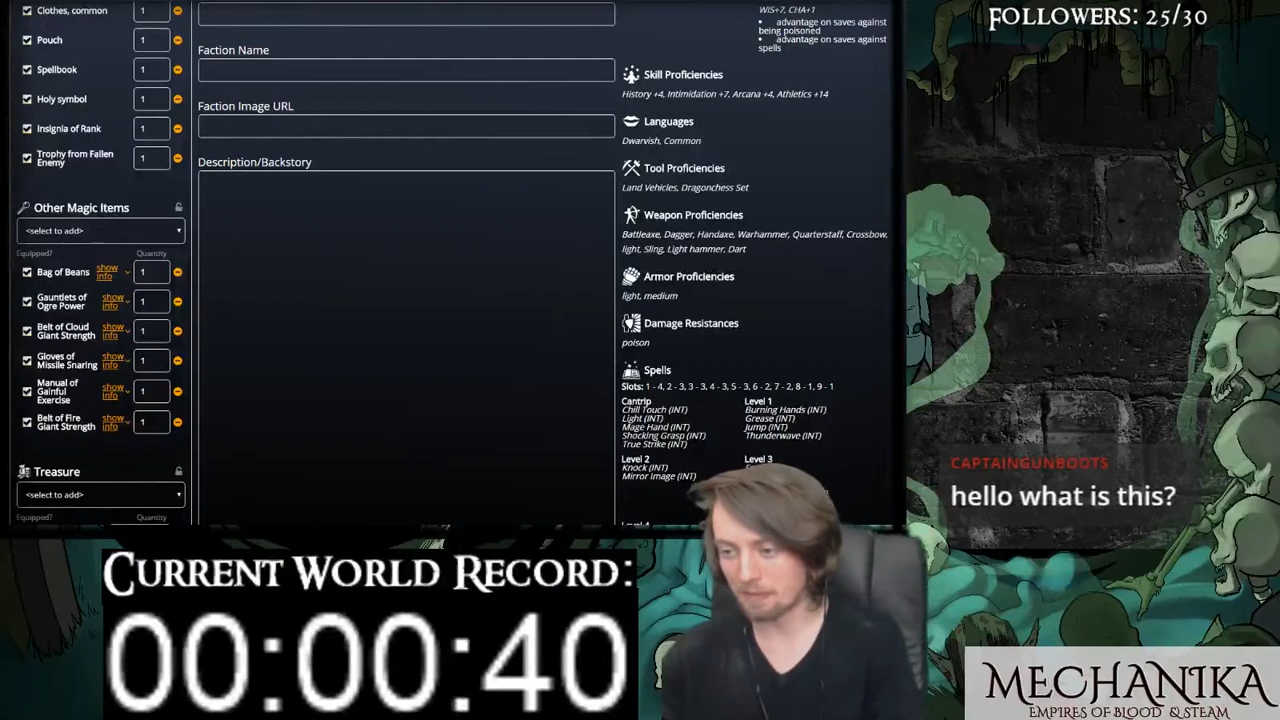 Clothes, common 1
Pouch 1
Spellbook 1
Holy symbol 1
Insignia of Rank 1
Trophy from Fallen
Enemy 1
Other Magic Items
<select to add>
Equipped? Quantity
Bag of Beans show info 1
Gauntlets of
Ogre Power show info 1
Belt of Cloud
Giant Strength show info 1
Gloves of
Missile Snaring show info 1
Manual of
Gainful
Exercise show info 1
Belt of Fire
Giant Strength show info 1
Treasure
<select to add>
Equipped? Quantity
Faction Name
Faction Image URL
Description/Backstory
WIS+7, CHA+1
• advantage on saves against
being poisoned
• advantage on saves against
spells
Skill Proficiencies
History +4, Intimidation +7, Arcana +4, Athletics +14
Languages
Dwarvish, Common
Tool Proficiencies
Land Vehicles, Dragonchess Set
Weapon Proficiencies
Battleaxe, Dagger, Handaxe, Warhammer, Quarterstaff, Crossbow,
light, Sling, Light hammer, Dart
Armor Proficiencies
light, medium
Damage Resistances
poison
Spells
Slots: 1 - 4, 2 - 3, 3 - 3, 4 - 3, 5 - 3, 6 - 2, 7 - 2, 8 - 1, 9 - 1
Cantrip
Chill Touch (INT)
Light (INT)
Mage Hand (INT)
Shocking Grasp (INT)
True Strike (INT)
Level 1
Burning Hands (INT)
Grease (INT)
Jump (INT)
Thunderwave (INT)
Level 2
Knock (INT)
Mirror Image (INT)
Level 3
Followers: 25/30
CAPTAINGUNBOOTS
hello what is this?
Current World Record:
00:00:40
MECHANIKA
EMPIRES OF BLOOD & STEAM